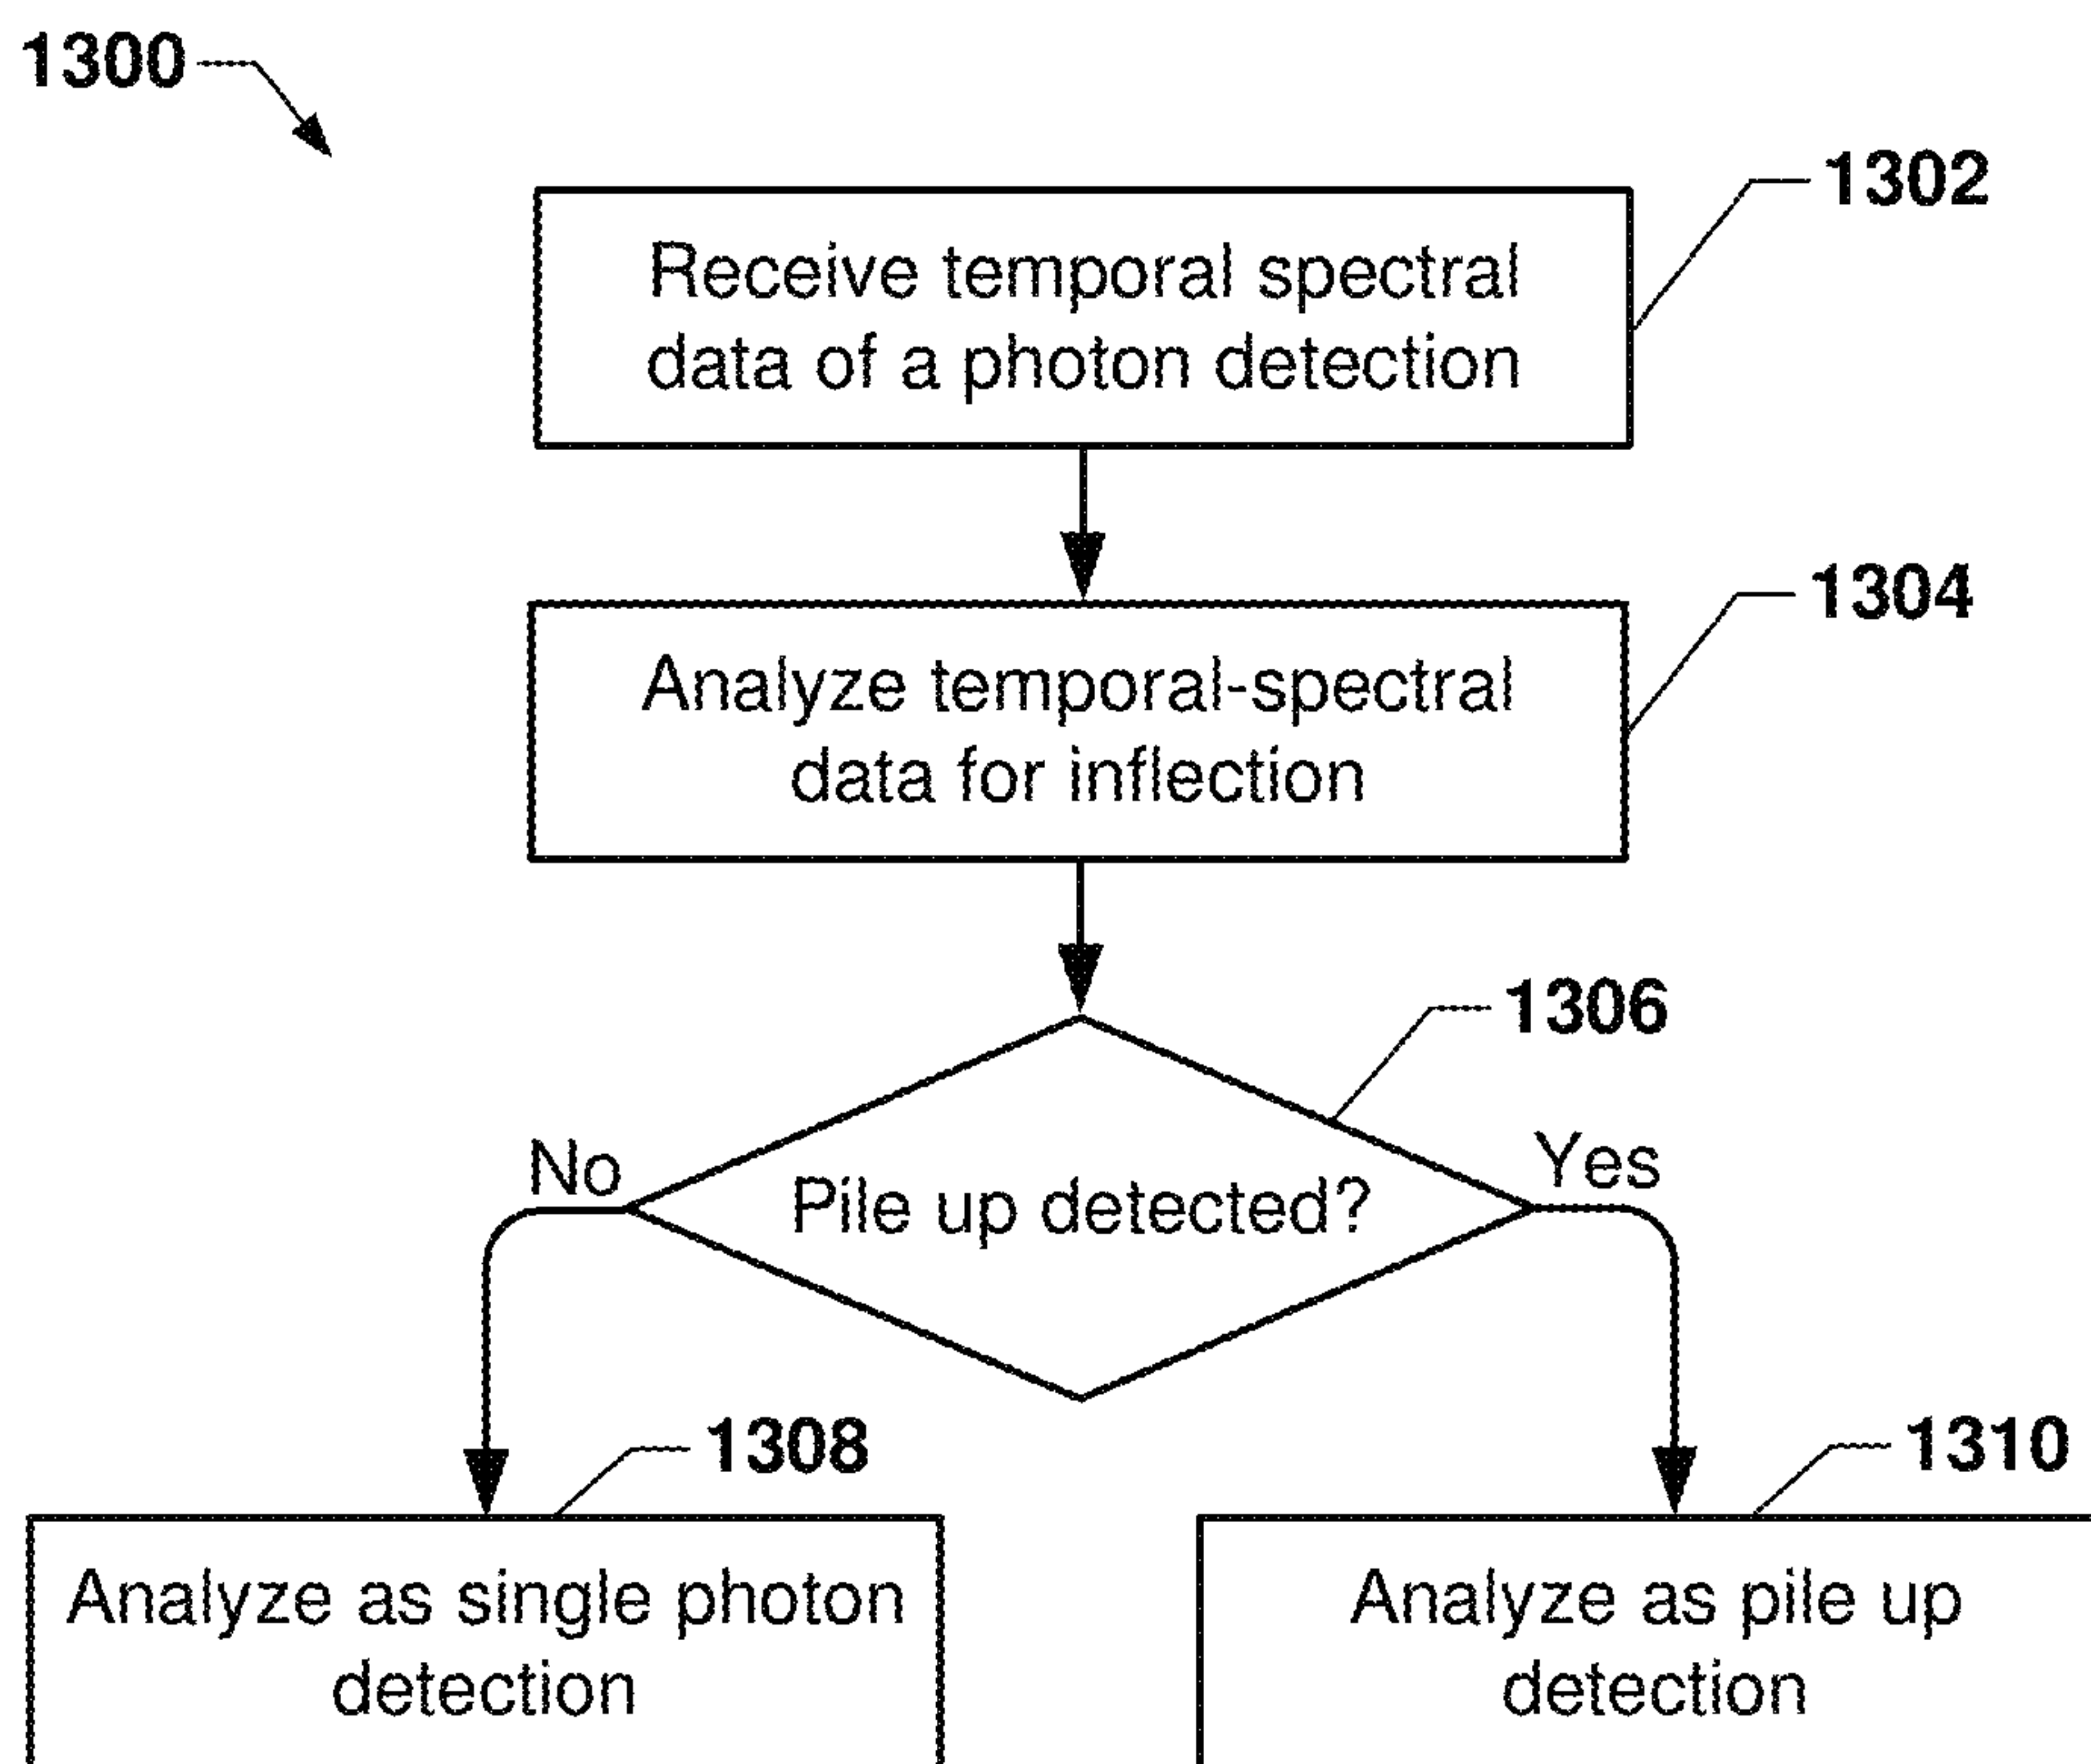 1300
1302
Receive temporal spectral
data of a photon detection
1304
Analyze temporal-spectral
data for inflection
1306
No
Yes
Pile up detected?
1308
1310
Analyze as single photon
detection
Analyze as pile up
detection